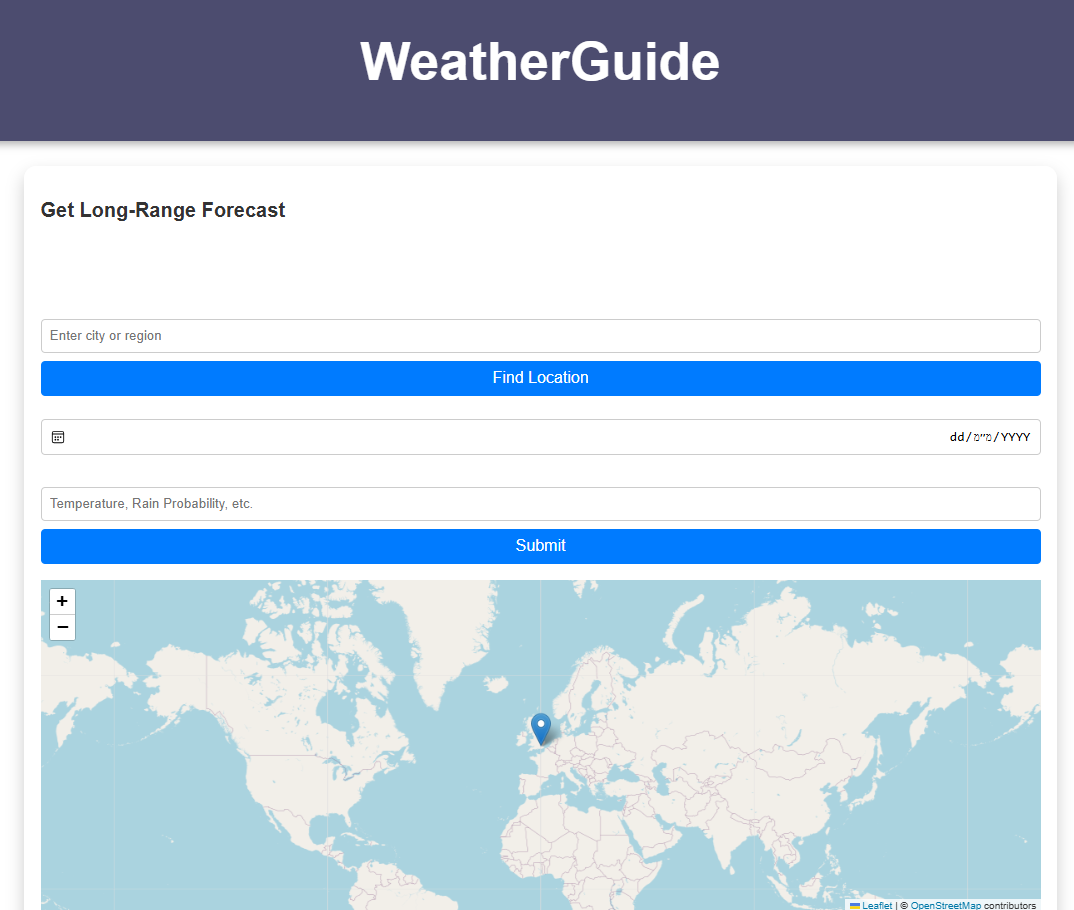 WeatherGuide
Get Long-Range Forecast
Enter city or region
Find Location
dd/מ״מ/YYYY
Temperature, Rain Probability, etc.
Submit
+
−
Leaflet | © OpenStreetMap contributors